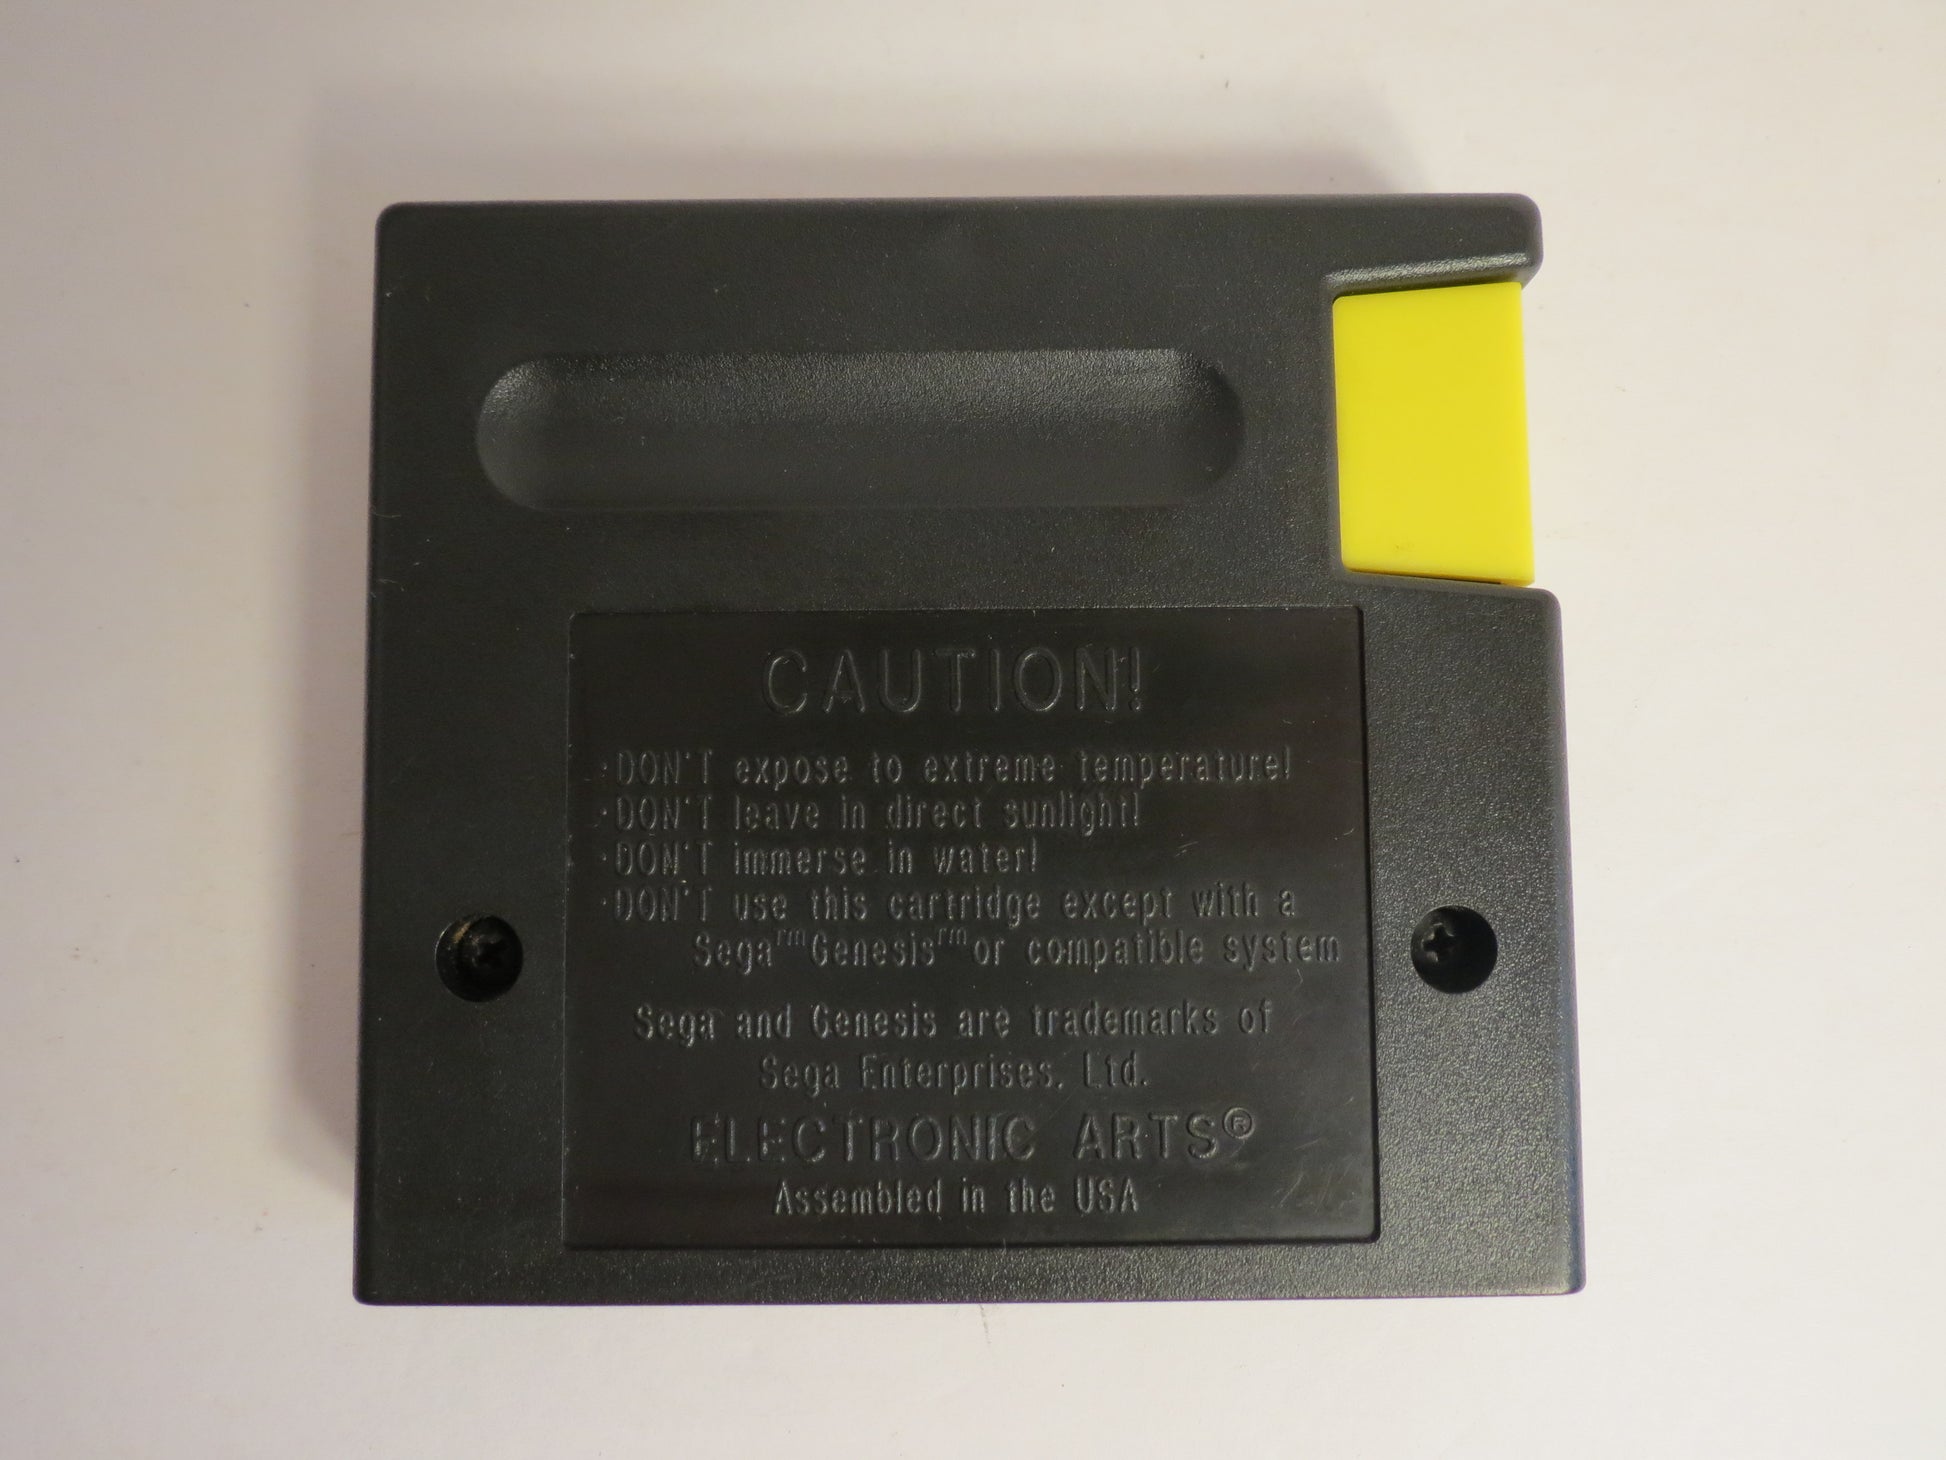 CAUTION!
·DON'T expose to extreme temperature!
·DON'T leave in direct sunlight!
·DON'T immerse in water!
·DON'T use this cartridge except with a
Sega™ Genesis™ or compatible system
Sega and Genesis are trademarks of
Sega Enterprises, Ltd.
ELECTRONIC ARTS®
Assembled in the USA